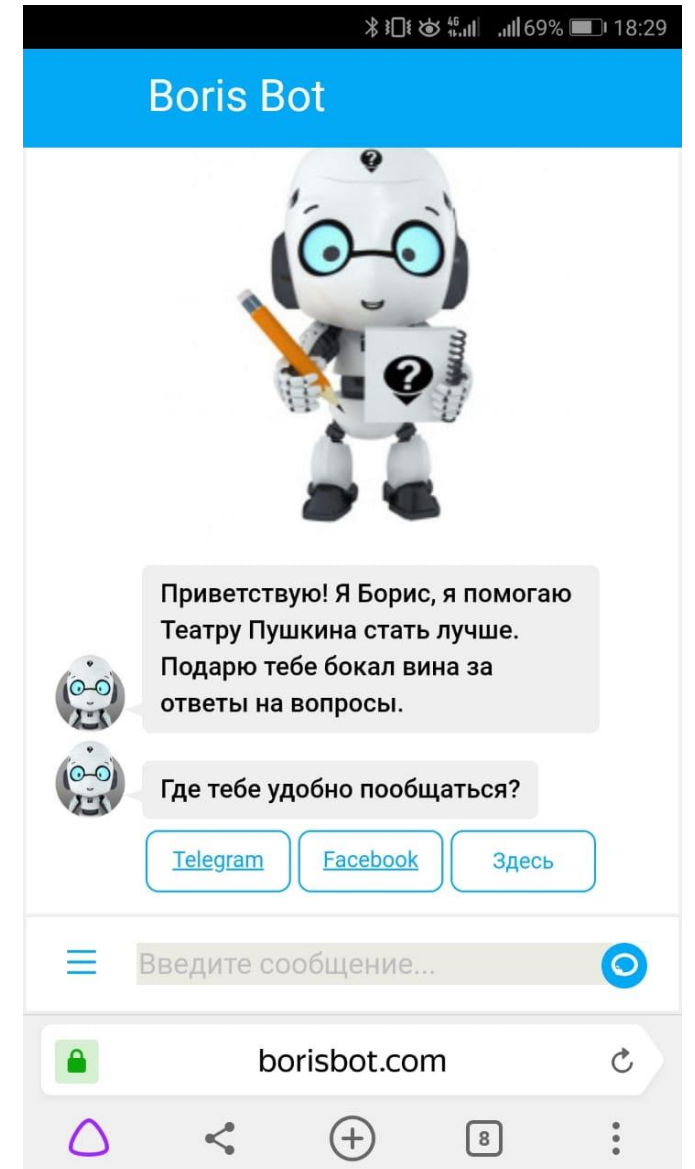 4G 69% 18:29
Boris Bot
?
?
Приветствую! Я Борис, я помогаю
Театру Пушкина стать лучше.
Подарю тебе бокал вина за
ответы на вопросы.
Где тебе удобно пообщаться?
Telegram Facebook Здесь
Введите сообщение...
borisbot.com
8